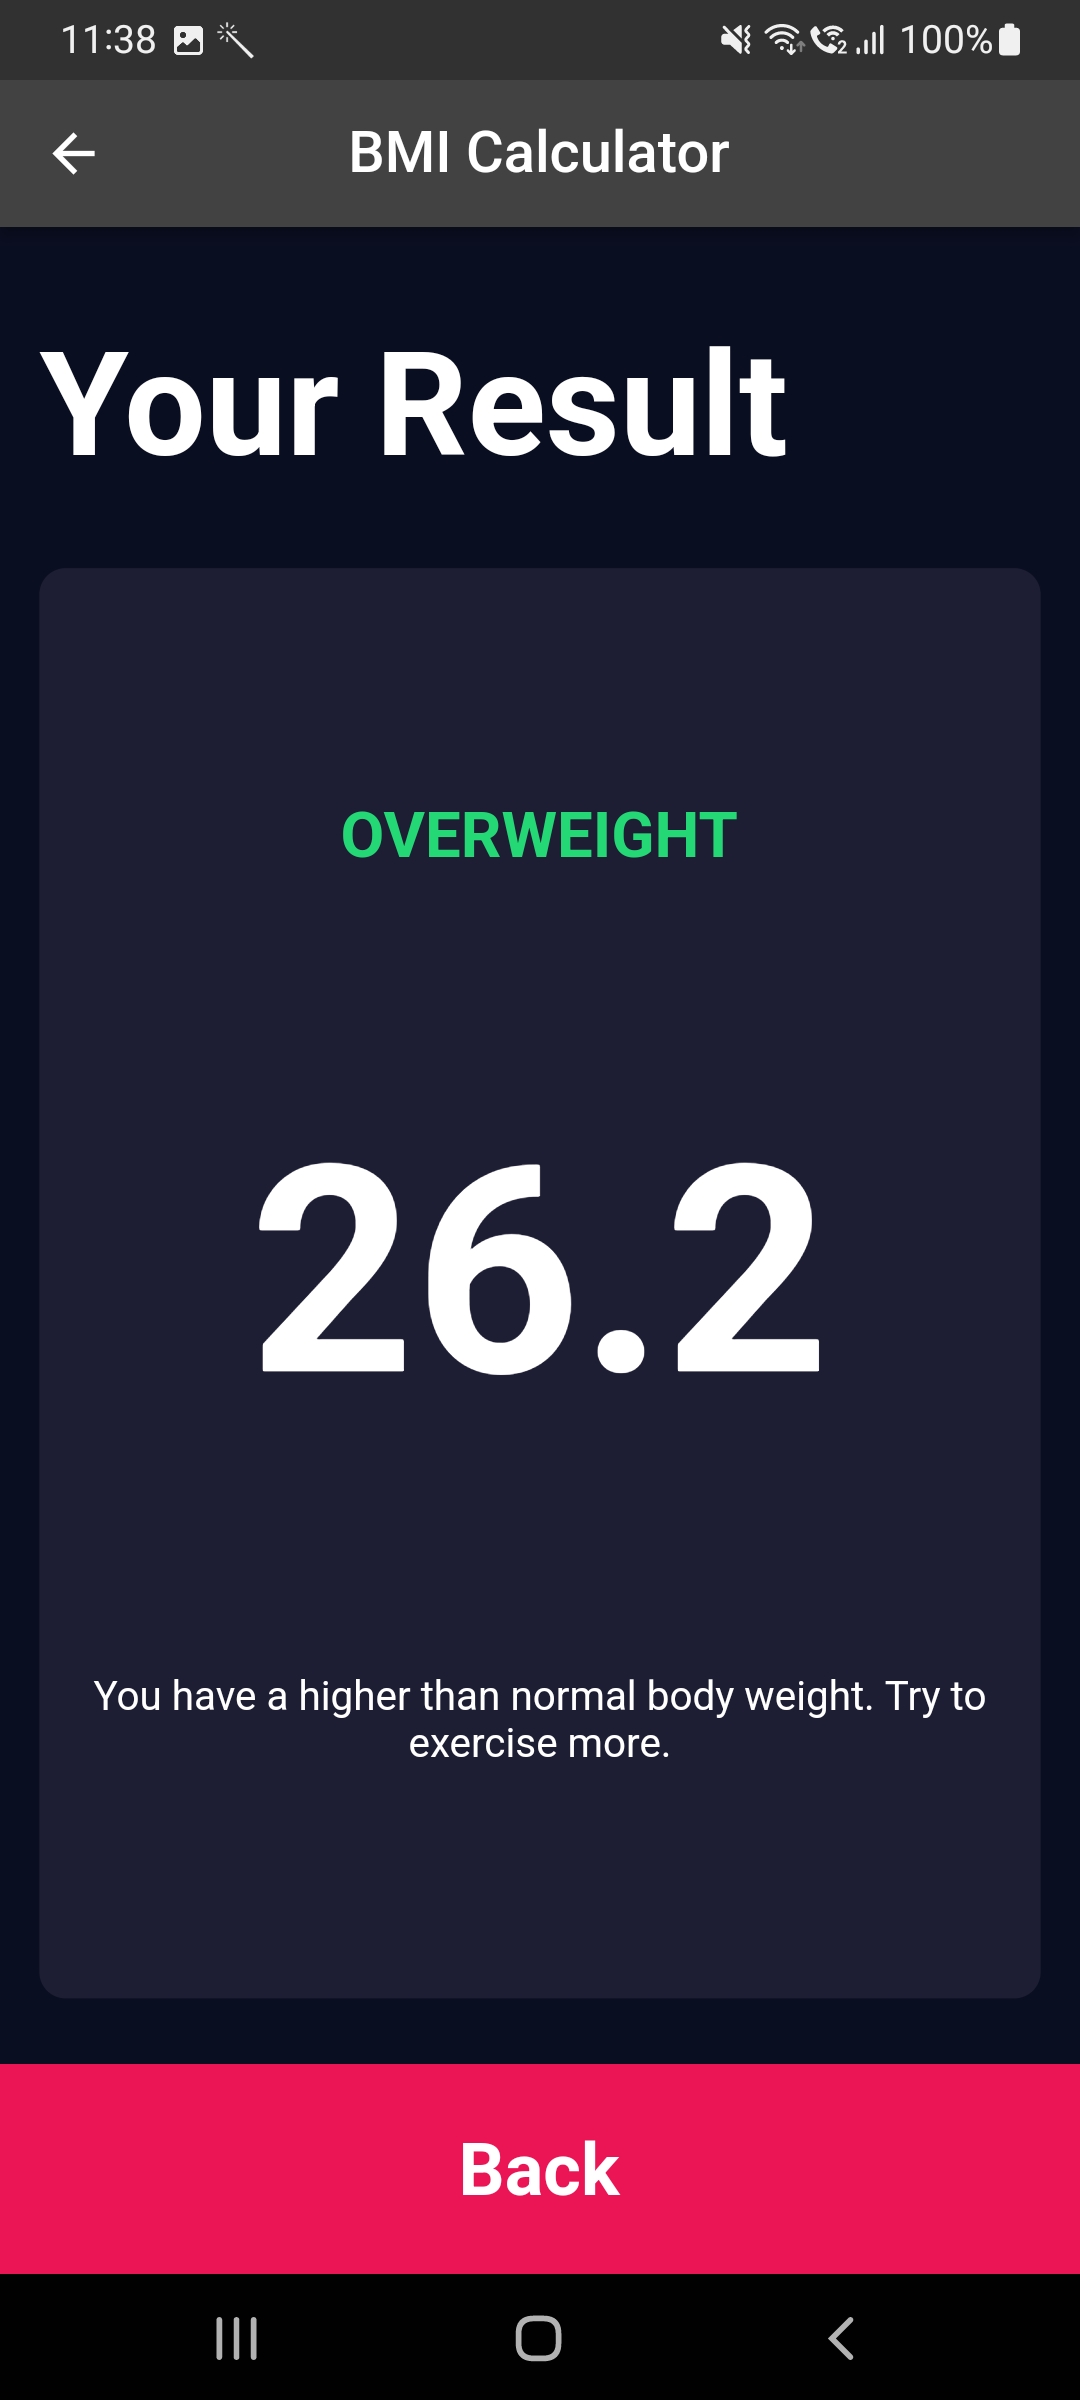 11:38
100%
BMI Calculator
Your Result
OVERWEIGHT
26.2
You have a higher than normal body weight. Try to
exercise more.
Back